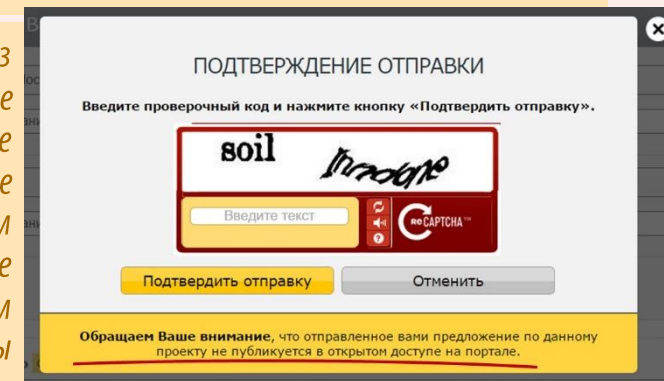 ПОДТВЕРЖДЕНИЕ ОТПРАВКИ
Введите проверочный код и нажмите кнопку «Подтвердить отправку».
soil
Введите текст
reCAPTCHA™
Подтвердить отправку
Отменить
Обращаем Ваше внимание, что отправленное вами предложение по данному
проекту не публикуется в открытом доступе на портале.